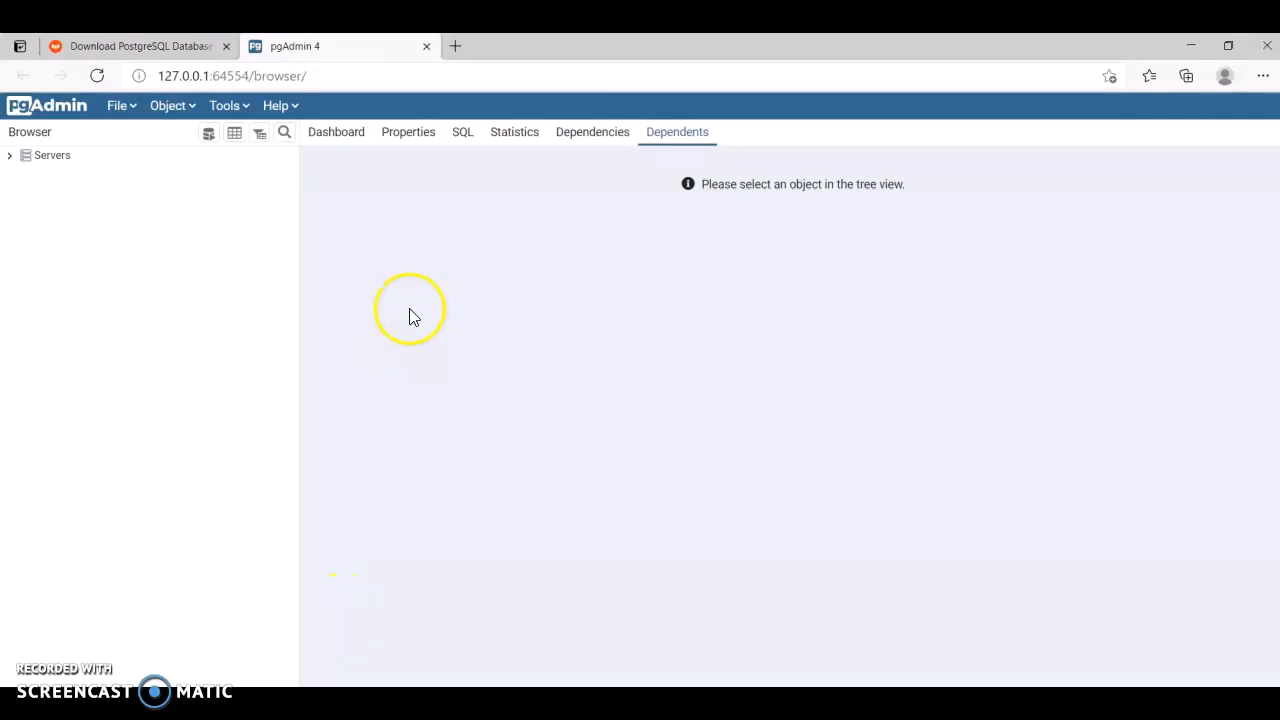 Download PostgreSQL Database
pgAdmin 4
127.0.0.1:64554/browser/
pgAdmin
File
Object
Tools
Help
Browser
Dashboard
Properties
SQL
Statistics
Dependencies
Dependents
Servers
Please select an object in the tree view.
RECORDED WITH
SCREENCAST MATIC